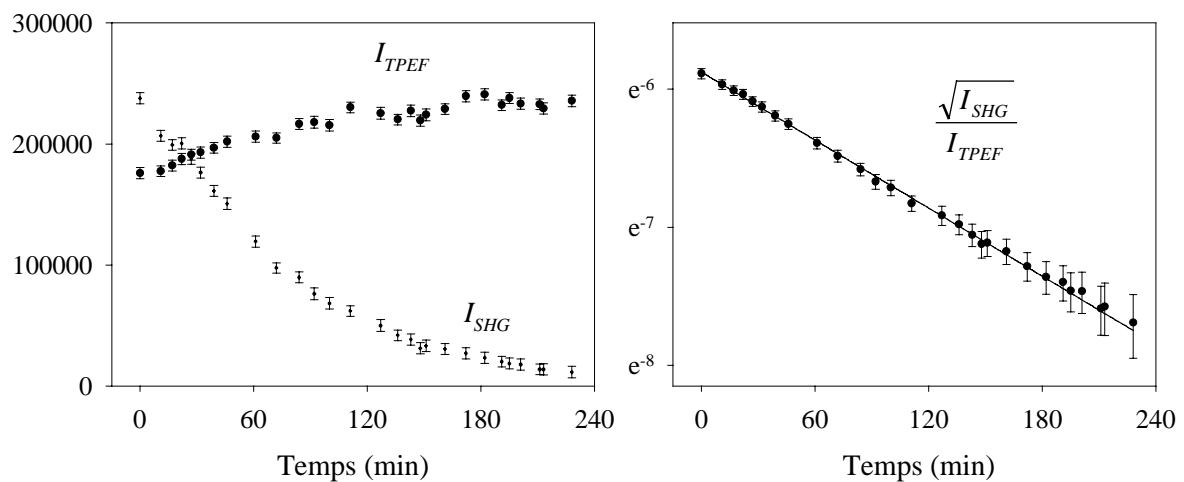 300000
200000
100000
0
I_TPEF
I_SHG
0 60 120 180 240
Temps (min)
e^-6
e^-7
e^-8
√I_SHG
I_TPEF
0 60 120 180 240
Temps (min)